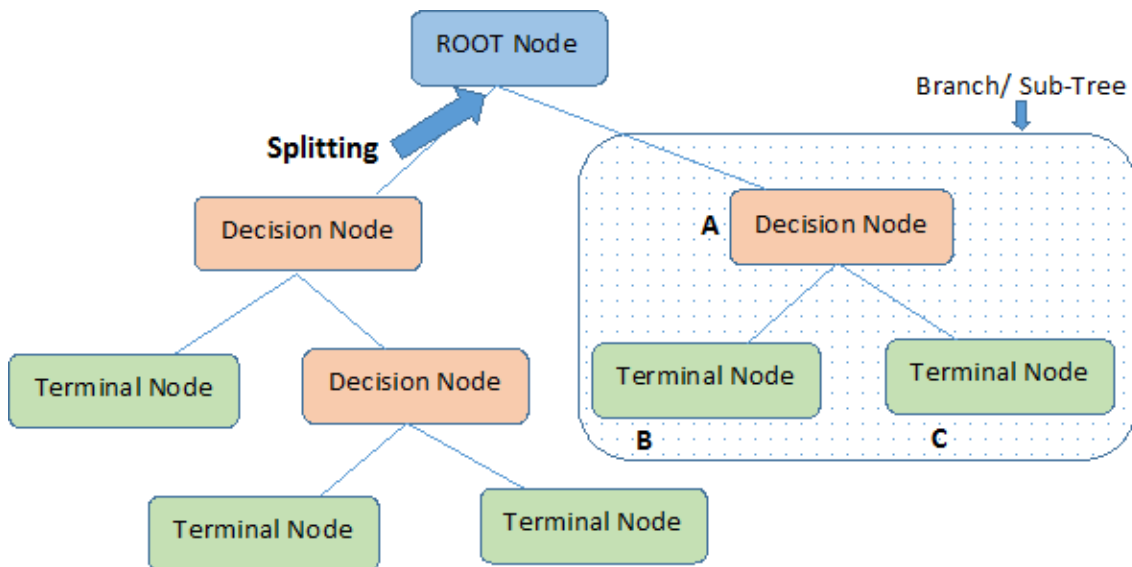 ROOT Node
Branch/ Sub-Tree
Splitting
Decision Node
A
Decision Node
Terminal Node
Decision Node
Terminal Node
Terminal Node
B
C
Terminal Node
Terminal Node